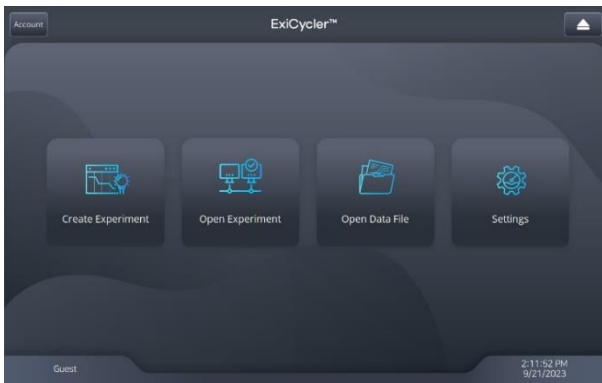 Account
ExiCycler™
Create Experiment
Open Experiment
Open Data File
Settings
Guest
2:11:52 PM
9/21/2023